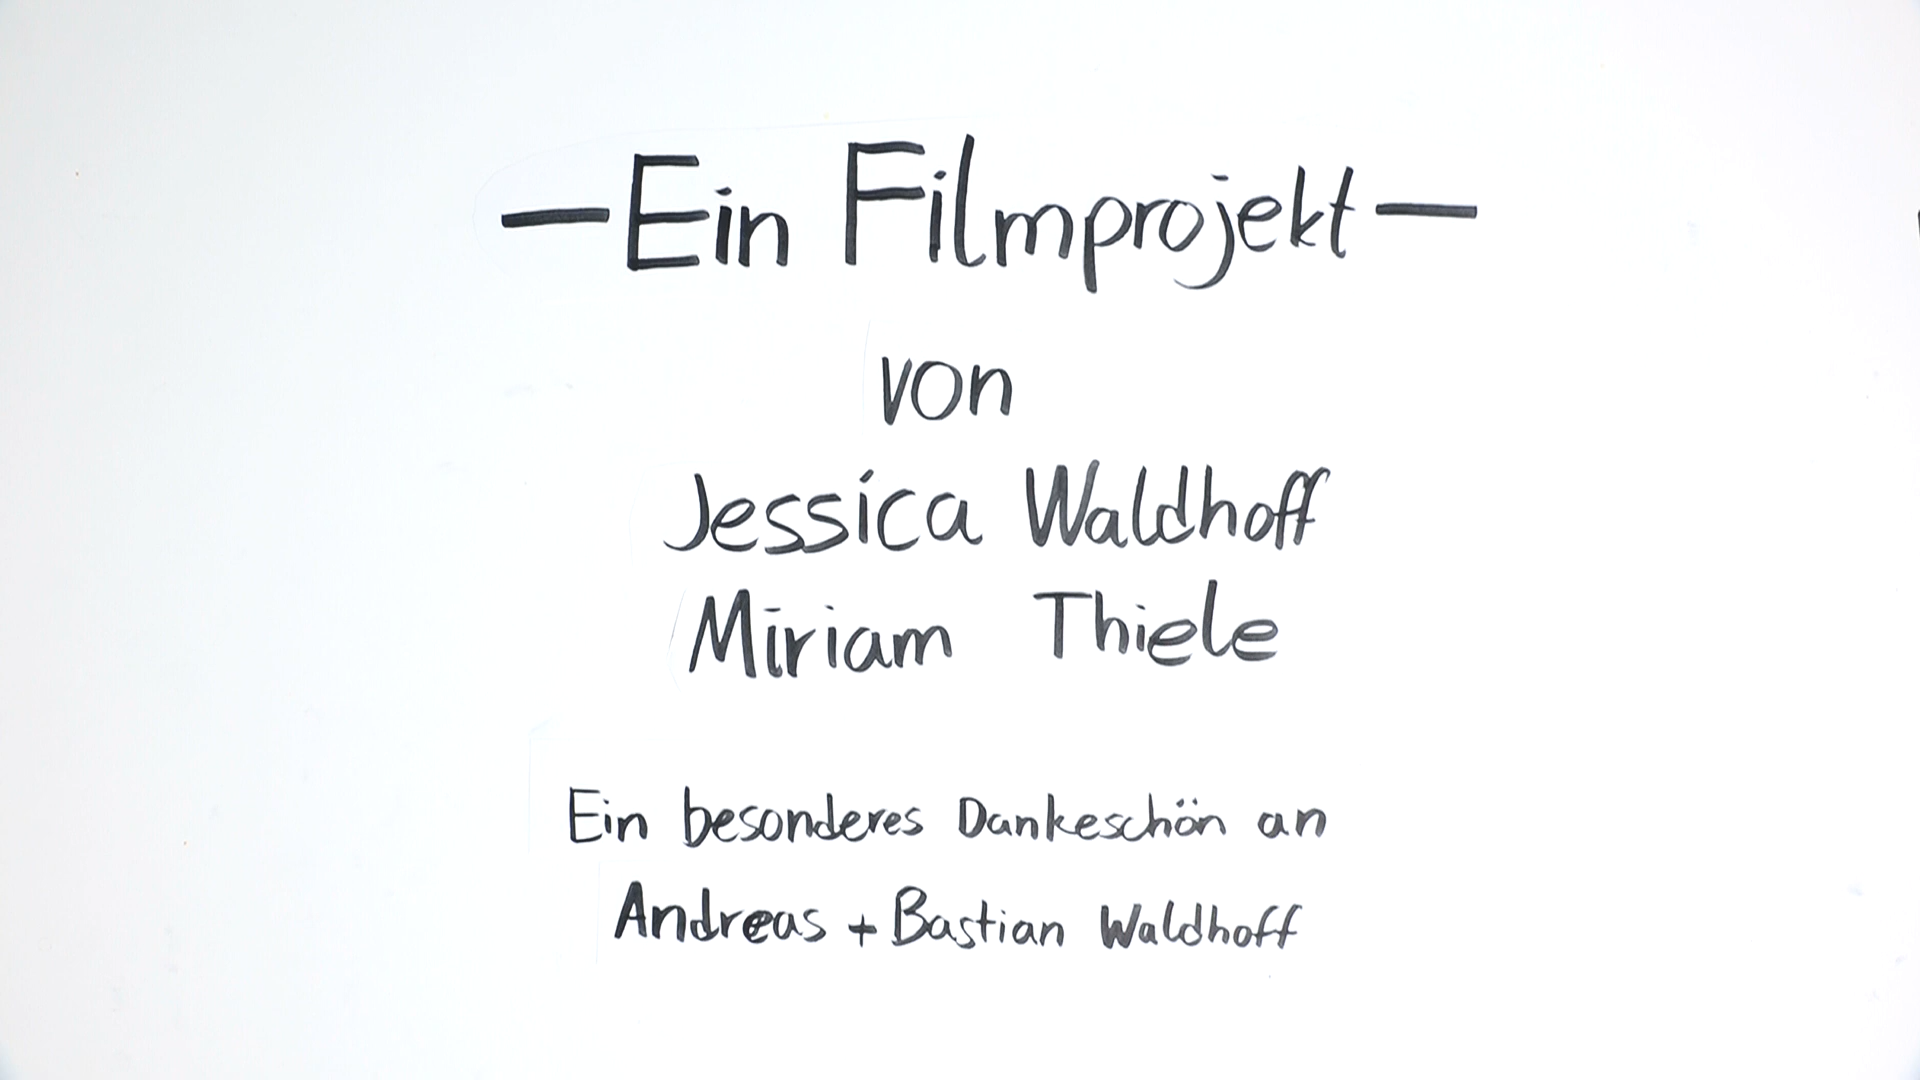 — Ein Filmprojekt —
von
Jessica Waldhoff
Miriam Thiele
Ein besonderes Dankeschön an
Andreas + Bastian Waldhoff